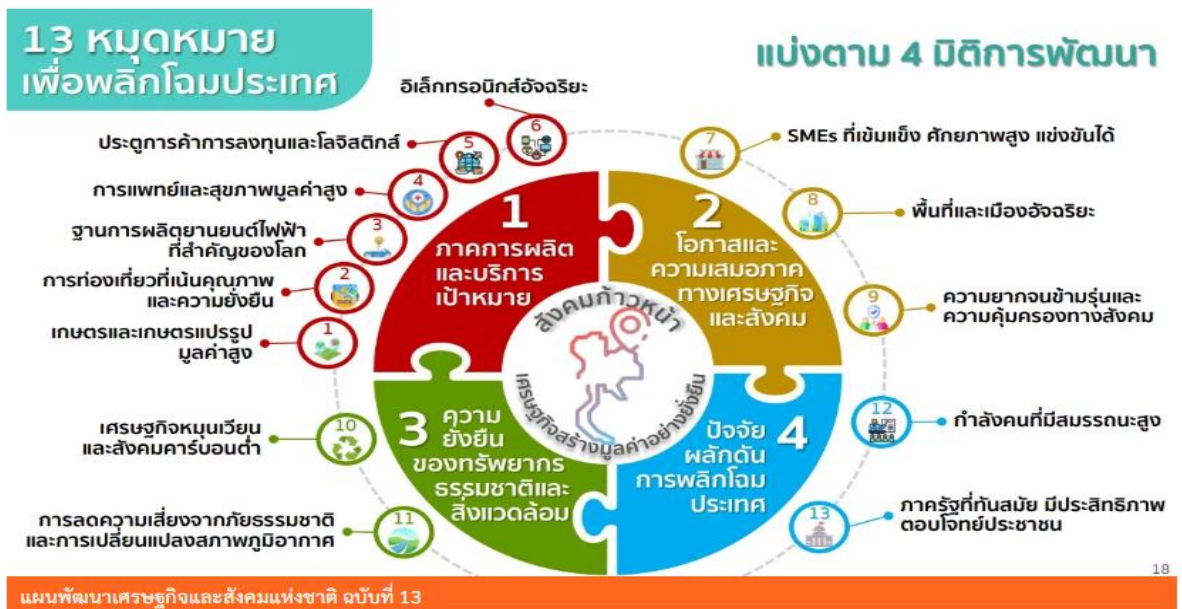 13 หมุดหมาย
เพื่อพลิกโฉมประเทศ
แบ่งตาม 4 มิติการพัฒนา
อิเล็กทรอนิกส์อัจฉริยะ
6
ประตูการค้าการลงทุนและโลจิสติกส์
5
การแพทย์และสุขภาพมูลค่าสูง
4
ฐานการผลิตยานยนต์ไฟฟ้า
ที่สำคัญของโลก
3
การท่องเที่ยวที่เน้นคุณภาพ
และความยั่งยืน
2
เกษตรและเกษตรแปรรูป
มูลค่าสูง
1
1
ภาคการผลิต
และบริการ
เป้าหมาย
2
โอกาสและ
ความเสมอภาค
ทางเศรษฐกิจ
และสังคม
7
SMEs ที่เข้มแข็ง ศักยภาพสูง แข่งขันได้
8
พื้นที่และเมืองอัจฉริยะ
9
ความยากจนข้ามรุ่นและ
ความคุ้มครองทางสังคม
สังคมก้าวหน้า
เศรษฐกิจสร้างมูลค่าอย่างยั่งยืน
3 ความ
ยั่งยืน
ของทรัพยากร
ธรรมชาติและ
สิ่งแวดล้อม
10
เศรษฐกิจหมุนเวียน
และสังคมคาร์บอนต่ำ
11
การลดความเสี่ยงจากภัยธรรมชาติ
และการเปลี่ยนแปลงสภาพภูมิอากาศ
ปัจจัย 4
ผลักดัน
การพลิกโฉม
ประเทศ
12
กำลังคนที่มีสมรรถนะสูง
13
ภาครัฐที่ทันสมัย มีประสิทธิภาพ
ตอบโจทย์ประชาชน
18
แผนพัฒนาเศรษฐกิจและสังคมแห่งชาติ ฉบับที่ 13